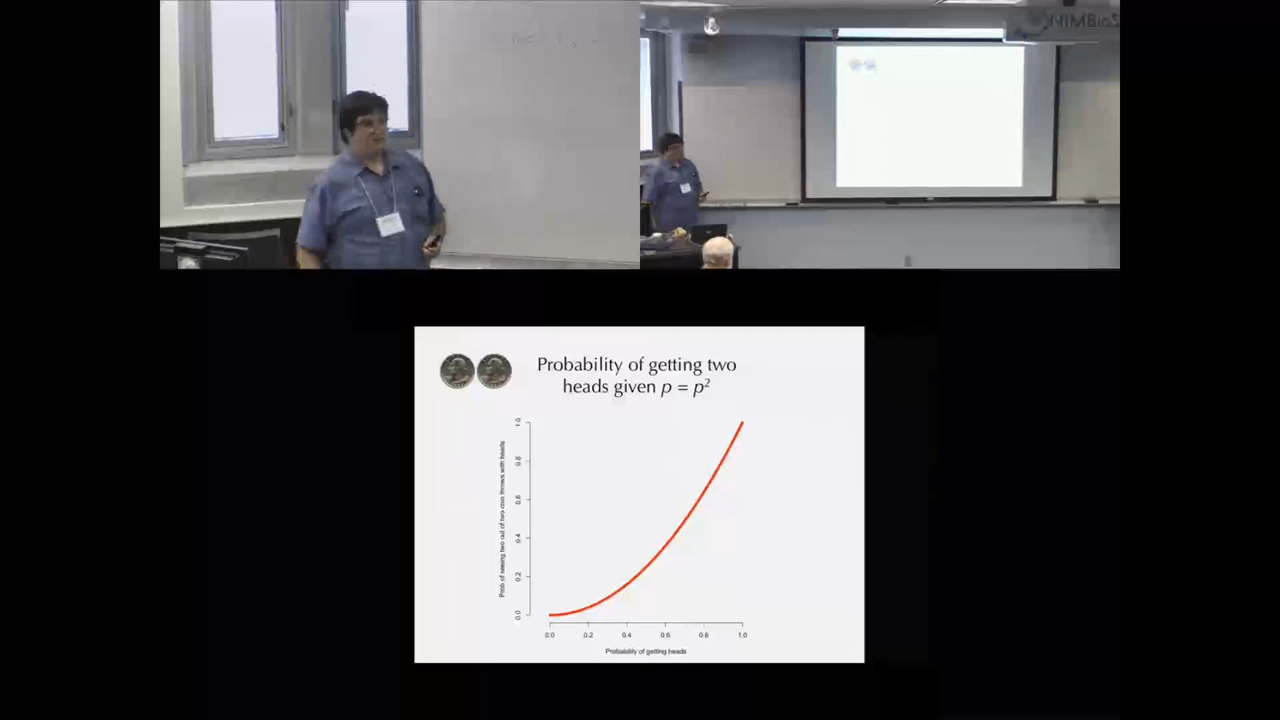 NIMBioS
Probability of getting two
heads given p = p²
Prob of seeing two out of two coin throws with heads
1.0
0.8
0.6
0.4
0.2
0.0
0.0 0.2 0.4 0.6 0.8 1.0
Probability of getting heads